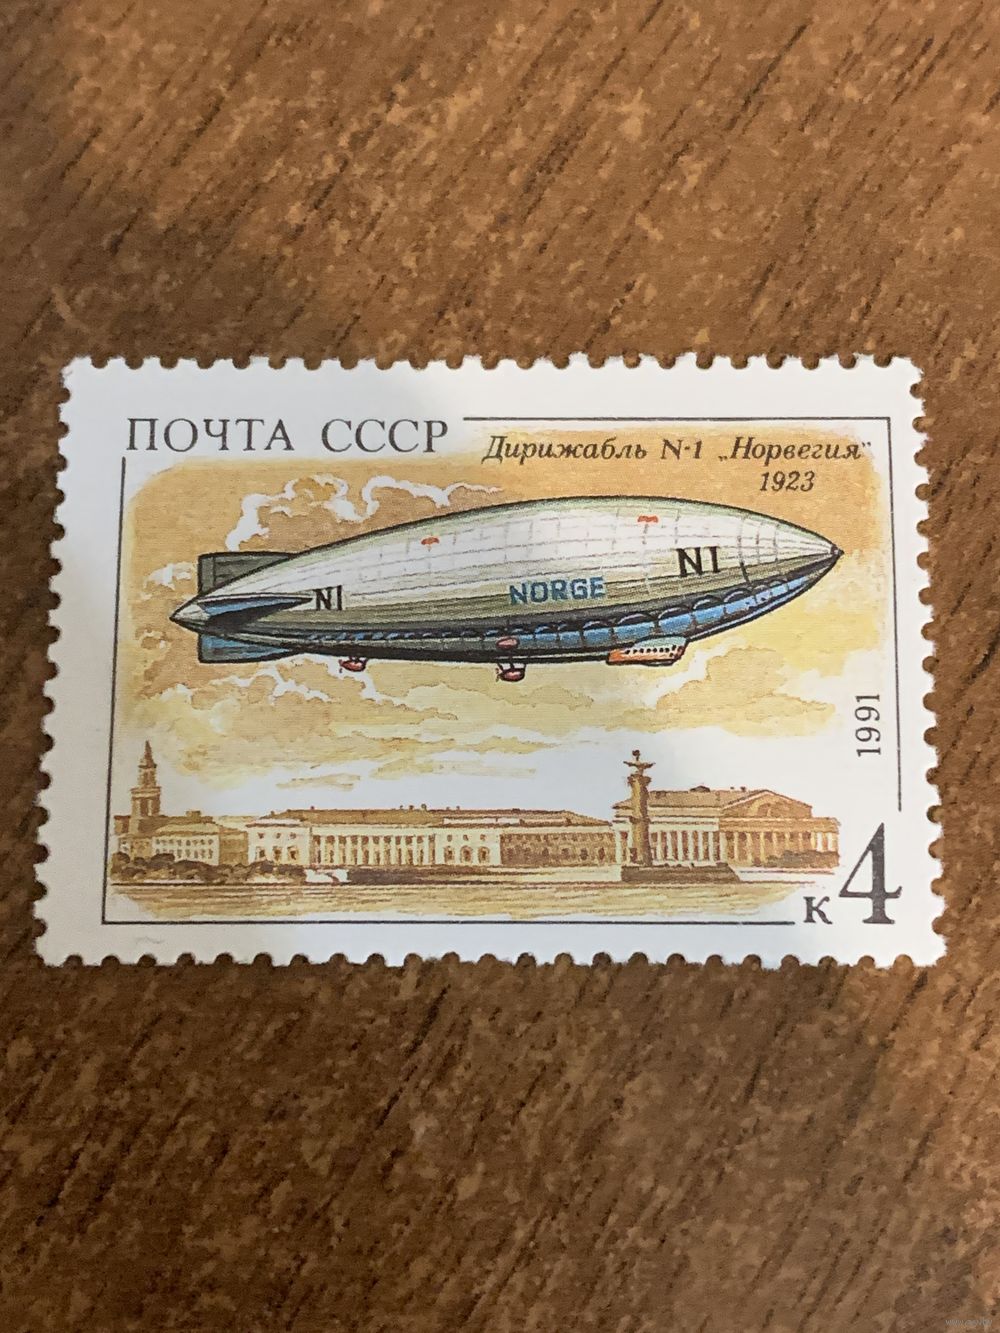 ПОЧТА СССР
Дирижабль N-1 „Норвегия"
1923
N1
NORGE
N1
1991
к 4